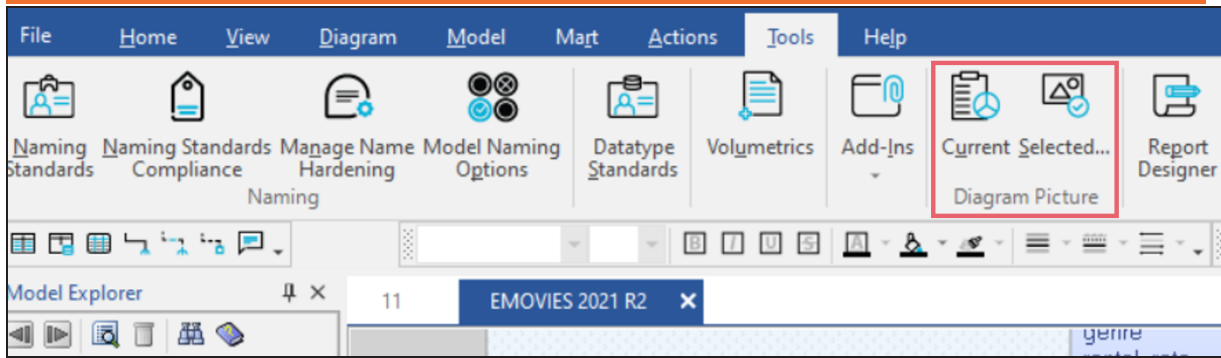 File Home View Diagram Model Mart Actions Tools Help
Naming Naming Standards Manage Name Model Naming Datatype Volumetrics Add-Ins Current Selected... Report
Standards Compliance Hardening Options Standards Designer
Naming Diagram Picture
B I U S A
Model Explorer 11 EMOVIES 2021 R2
genre
rental_rate